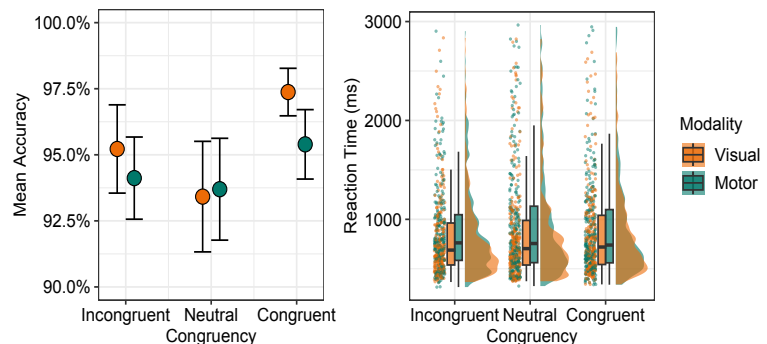 100.0%
97.5%
95.0%
92.5%
90.0%
Mean Accuracy
Incongruent Neutral Congruent
Congruency
3000
2000
1000
Reaction Time (ms)
Incongruent Neutral Congruent
Congruency
Modality
Visual
Motor